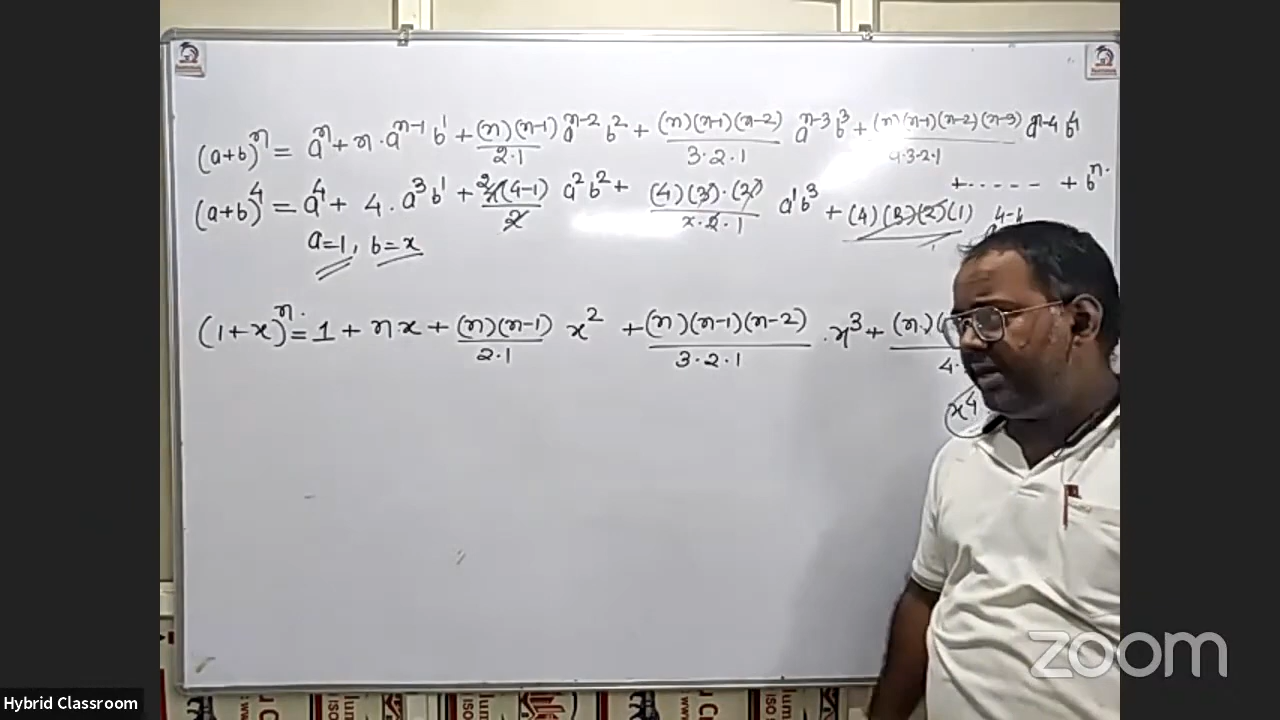 (a+b)^n = a^n + n·a^{n-1} b^1 + (n)(n-1)/2·1 a^{n-2} b^2 + (n)(n-1)(n-2)/3·2·1 a^{n-3} b^3 + (n)(n-1)(n-2)(n-3)/4·3·2·1 a^{n-4} b^4
+ ----- + b^n.
(a+b)^4 = a^4 + 4·a^3 b^1 + (4-1)/2 a^2 b^2 + (4)(3)·(2)/3·2·1 a^1 b^3 + (4)(3)(2)(1)
a=1, b=x
(1+x)^n = 1 + nx + (n)(n-1)/2·1 x^2 + (n)(n-1)(n-2)/3·2·1 ·x^3 + (n)(
4·
x^4
Hybrid Classroom
zoom